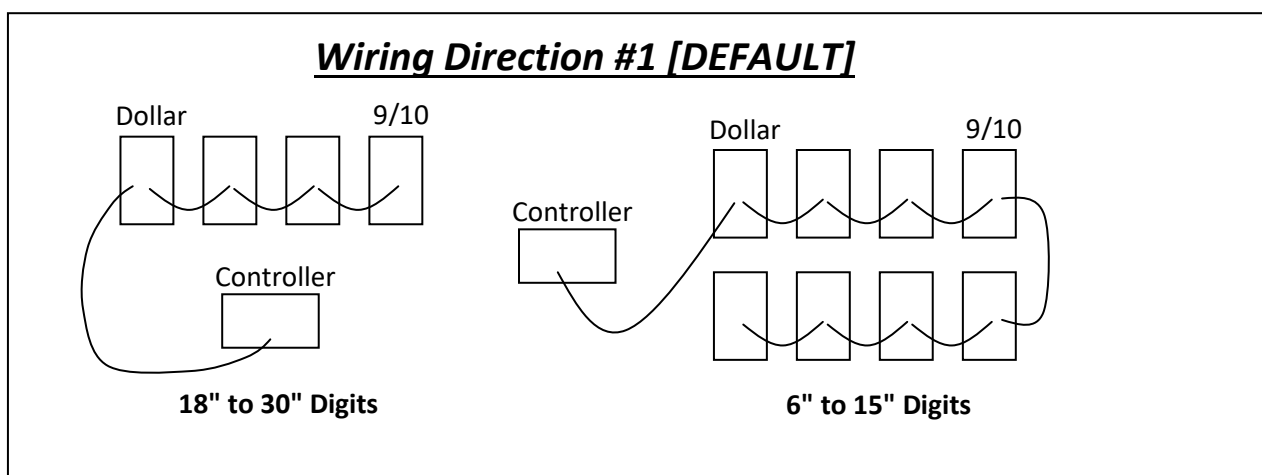 Wiring Direction #1 [DEFAULT]
Dollar
9/10
Controller
18" to 30" Digits
Dollar
9/10
Controller
6" to 15" Digits